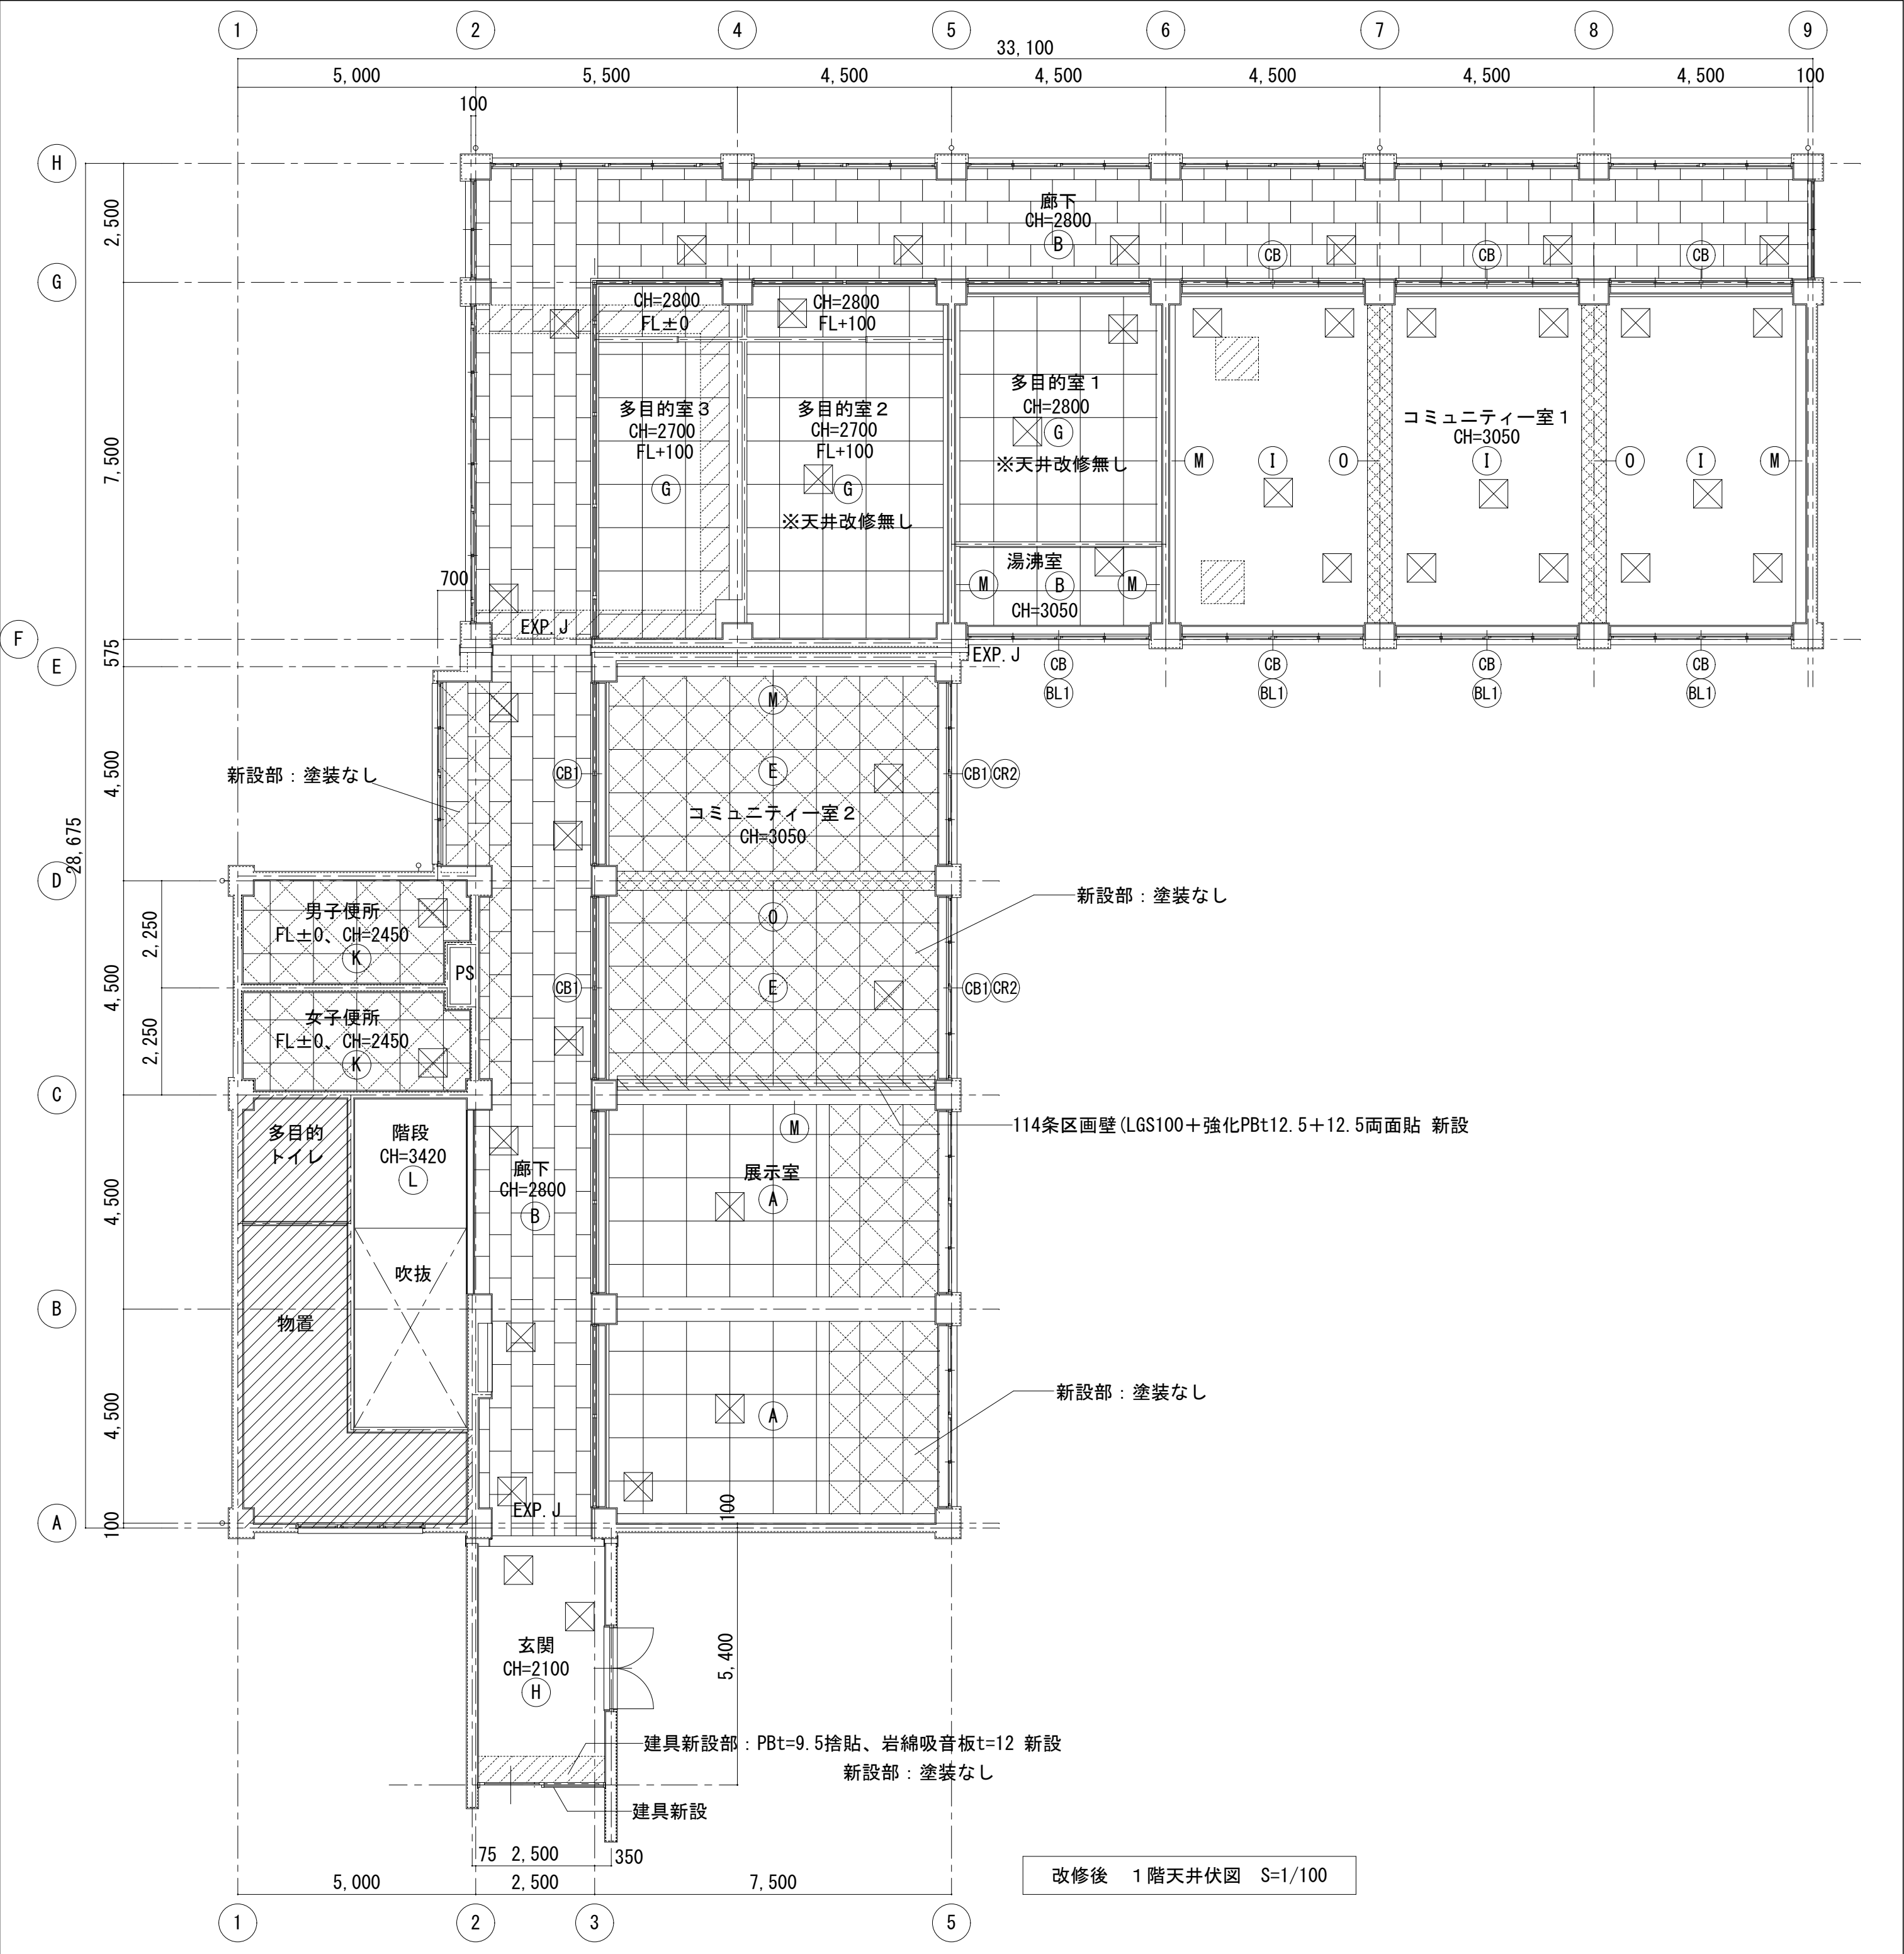 1 2 4 5 6 7 8 9
33,100
5,000 5,500 4,500 4,500 4,500 4,500 4,500 100
100
H
2,500
廊下
CH=2800
B
CB CB CB
G
CH=2800
FL±0
CH=2800
FL+100
7,500
多目的室3
CH=2700
FL+100
G
多目的室2
CH=2700
FL+100
G
※天井改修無し
多目的室1
CH=2800
G
※天井改修無し
コミュニティー室1
CH=3050
M I O I O I M
湯沸室
M B M
CH=3050
700
EXP.J
F
575
E
EXP.J
CB CB CB CB
BL1 BL1 BL1 BL1
M
4,500
28,675
新設部：塗装なし
CB1
E
CB1 CR2
コミュニティー室2
CH=3050
D
2,250
男子便所
FL±0、CH=2450
K
O
新設部：塗装なし
PS
4,500
CB1
E
CB1 CR2
2,250
女子便所
FL±0、CH=2450
K
C
114条区画壁(LGS100＋強化PBt12.5＋12.5両面貼 新設
多目的
トイレ
階段
CH=3420
L
M
4,500
廊下
CH=2800
B
展示室
A
吹抜
B
物置
4,500
A
新設部：塗装なし
A
100
EXP.J
100
玄関
CH=2100
H
5,400
建具新設部：PBt=9.5捨貼、岩綿吸音板t=12 新設
新設部：塗装なし
建具新設
75 2,500 350
5,000 2,500 7,500
改修後 1階天井伏図 S=1/100
1 2 3 5